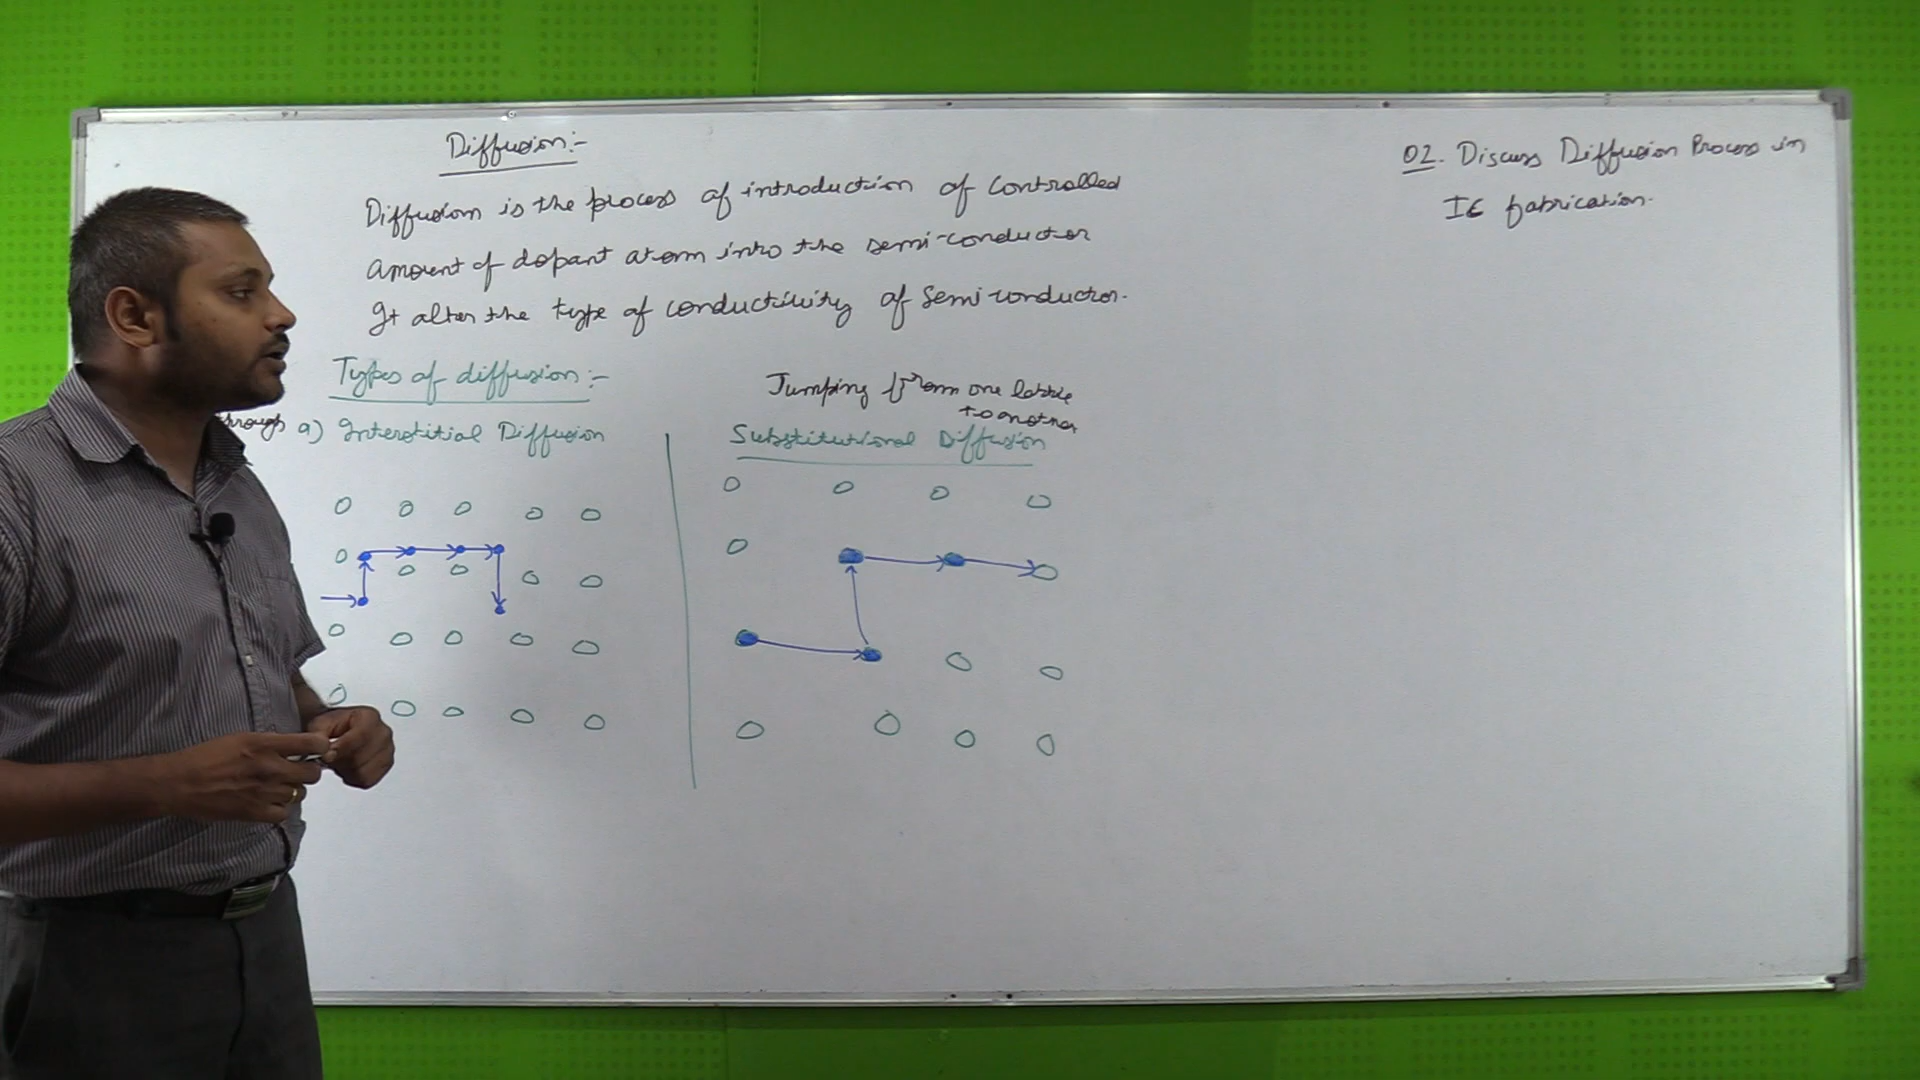 Diffusion:-
Diffusion is the process of introduction of Controlled
amount of dopant atom into the semi-conductor
It alter the type of conductivity of Semi conductor.
Types of diffusion:-
through a) Interstitial Diffusion
Jumping from one lattice
to another
Substitutional Diffusion
02. Discuss Diffusion Process in
IC fabrication.